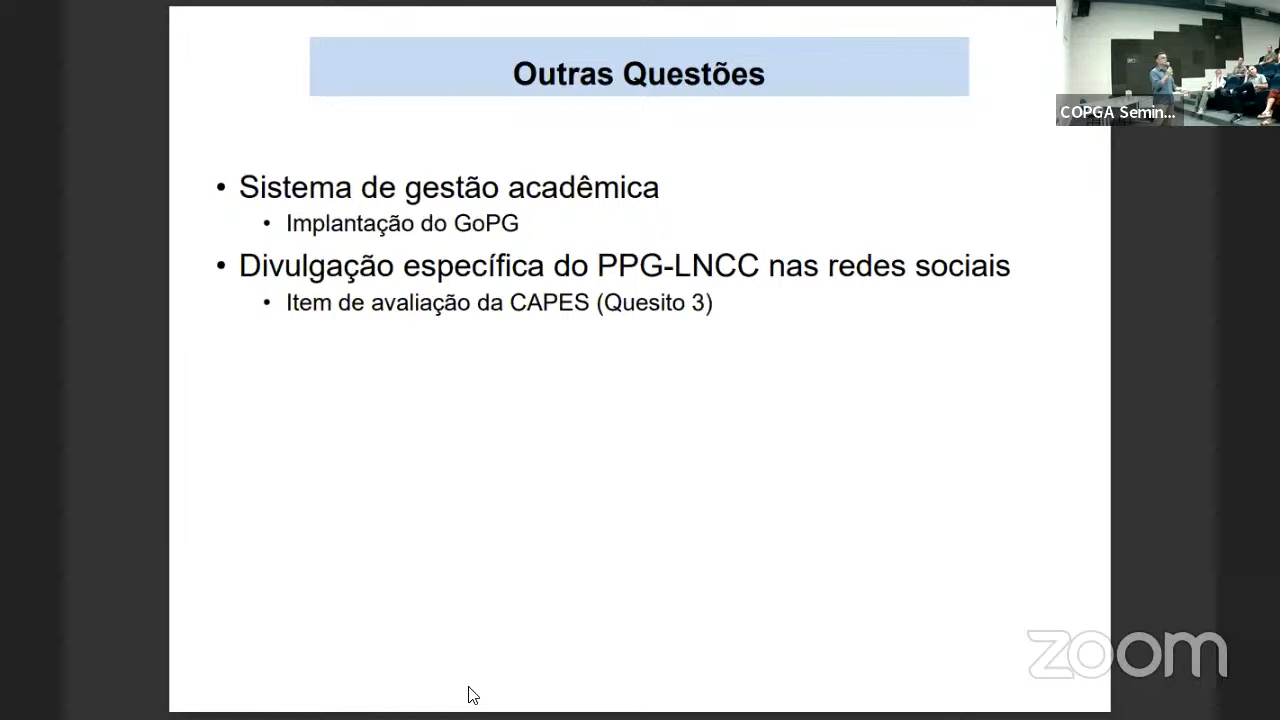 Outras Questões
COPGA Semin...
• Sistema de gestão acadêmica
• Implantação do GoPG
• Divulgação específica do PPG-LNCC nas redes sociais
• Item de avaliação da CAPES (Quesito 3)
zoom